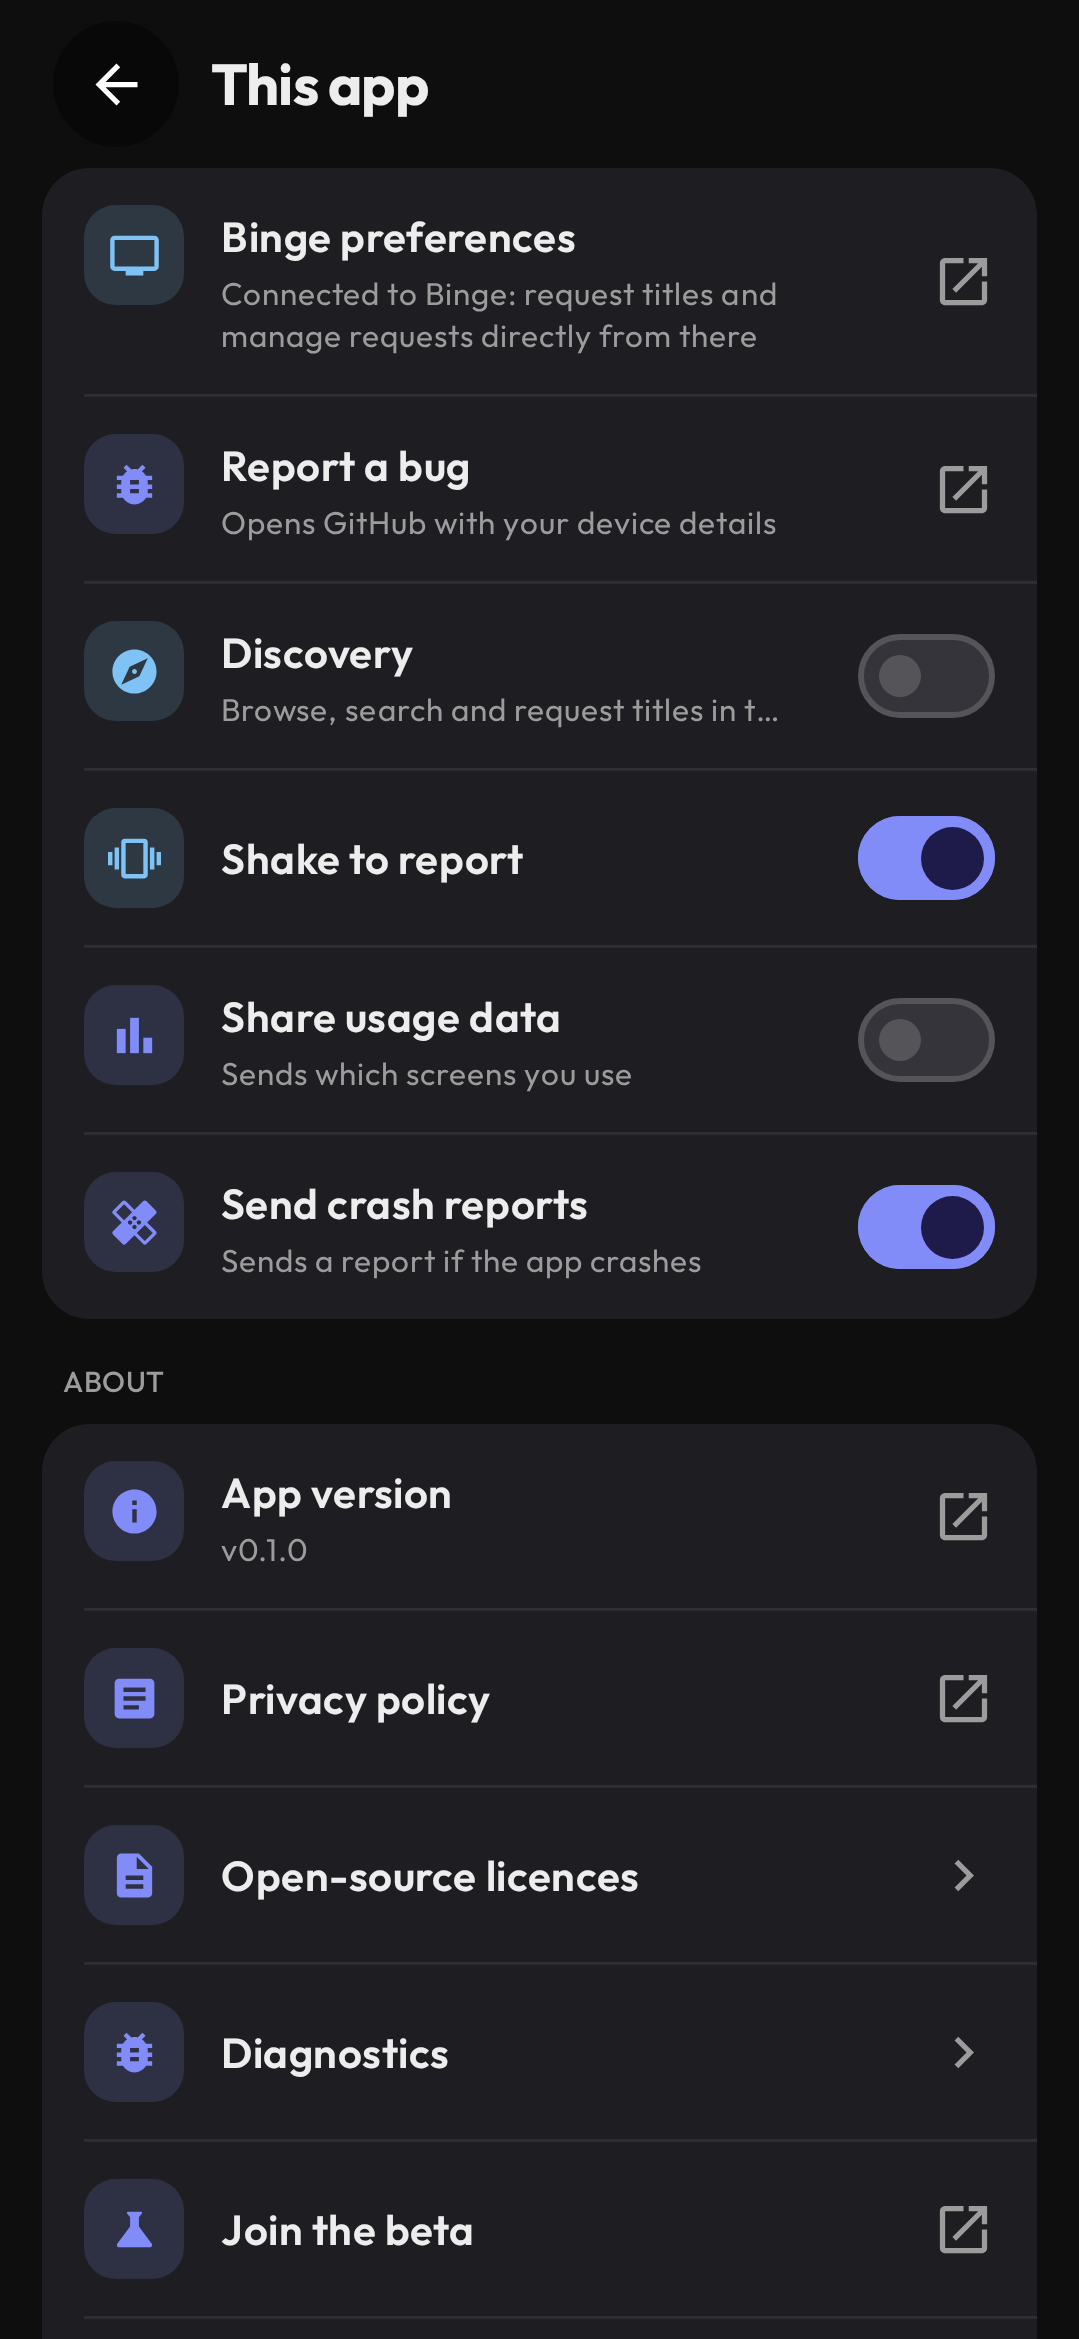 This app
Binge preferences
Connected to Binge: request titles and
manage requests directly from there
Report a bug
Opens GitHub with your device details
Discovery
Browse, search and request titles in t...
Shake to report
Share usage data
Sends which screens you use
Send crash reports
Sends a report if the app crashes
ABOUT
App version
v0.1.0
Privacy policy
Open-source licences
Diagnostics
Join the beta